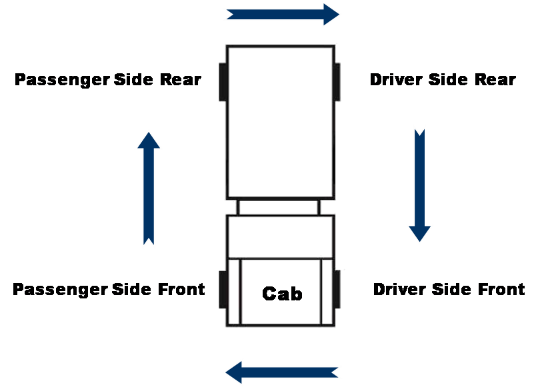 Passenger Side Rear
Driver Side Rear
Passenger Side Front
Cab
Driver Side Front